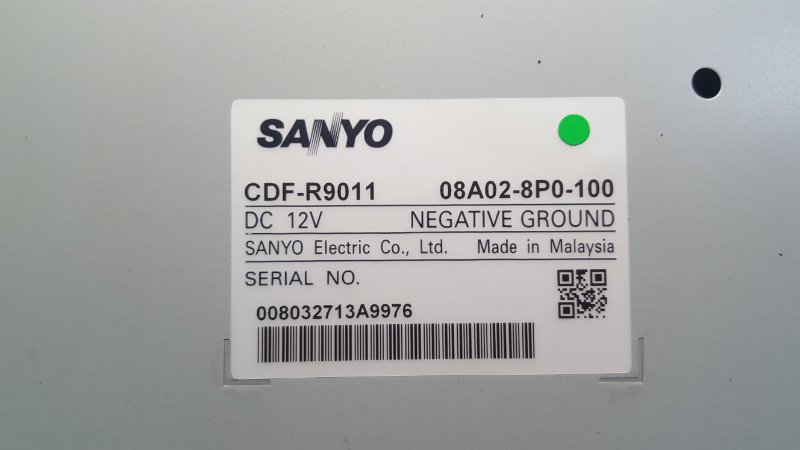 SANYO
CDF-R9011 08A02-8P0-100
DC 12V NEGATIVE GROUND
SANYO Electric Co., Ltd. Made in Malaysia
SERIAL NO.
008032713A9976